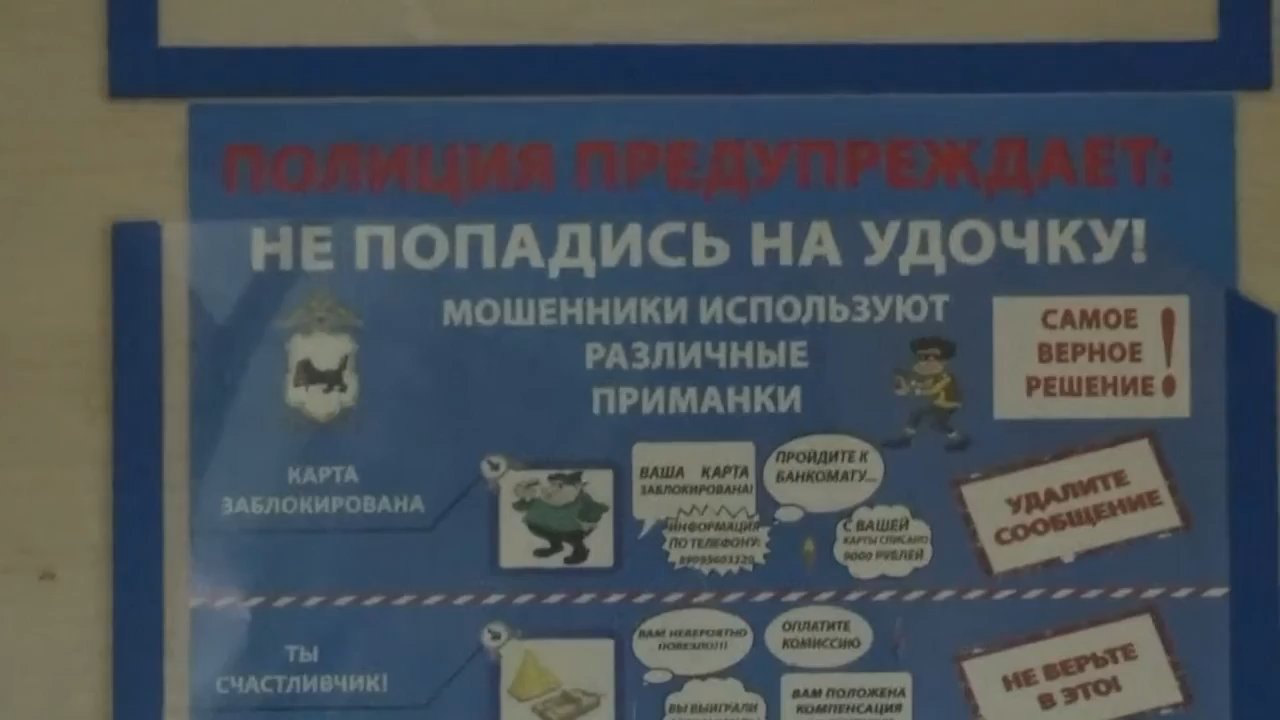 ПОЛИЦИЯ ПРЕДУПРЕЖДАЕТ:
НЕ ПОПАДИСЬ НА УДОЧКУ!
МОШЕННИКИ ИСПОЛЬЗУЮТ
РАЗЛИЧНЫЕ
ПРИМАНКИ
САМОЕ
ВЕРНОЕ
РЕШЕНИЕ!
КАРТА
ЗАБЛОКИРОВАНА
ВАША КАРТА
ЗАБЛОКИРОВАНА!
ПРОЙДИТЕ К
БАНКОМАТУ...
ИНФОРМАЦИЯ
ПО ТЕЛЕФОНУ:
С ВАШЕЙ
КАРТЫ СПИСАНО
9000 РУБЛЕЙ
УДАЛИТЕ
СООБЩЕНИЕ
ТЫ
СЧАСТЛИВЧИК!
ВАМ НЕВЕРОЯТНО
ПОВЕЗЛО!!!
ОПЛАТИТЕ
КОМИССИЮ
ВЫ ВЫИГРАЛИ
ВАМ ПОЛОЖЕНА
КОМПЕНСАЦИЯ
НЕ ВЕРЬТЕ
В ЭТО!